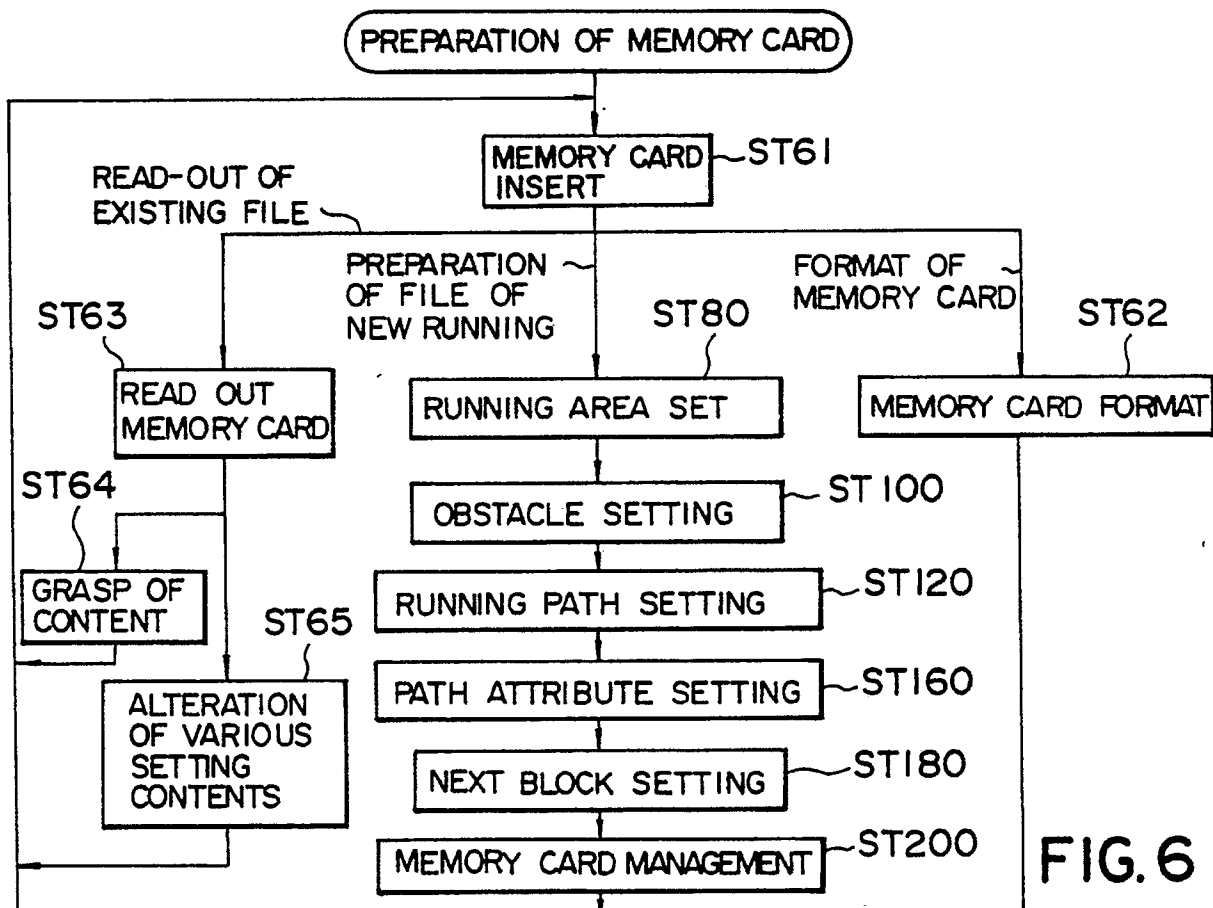 PREPARATION OF MEMORY CARD
MEMORY CARD
INSERT
ST61
READ-OUT OF
EXISTING FILE
PREPARATION
OF FILE OF
NEW RUNNING
FORMAT OF
MEMORY CARD
ST63
READ OUT
MEMORY CARD
ST80
RUNNING AREA SET
ST62
MEMORY CARD FORMAT
ST64
GRASP OF
CONTENT
ST100
OBSTACLE SETTING
ST65
ALTERATION
OF VARIOUS
SETTING
CONTENTS
ST120
RUNNING PATH SETTING
ST160
PATH ATTRIBUTE SETTING
ST180
NEXT BLOCK SETTING
ST200
MEMORY CARD MANAGEMENT
FIG. 6